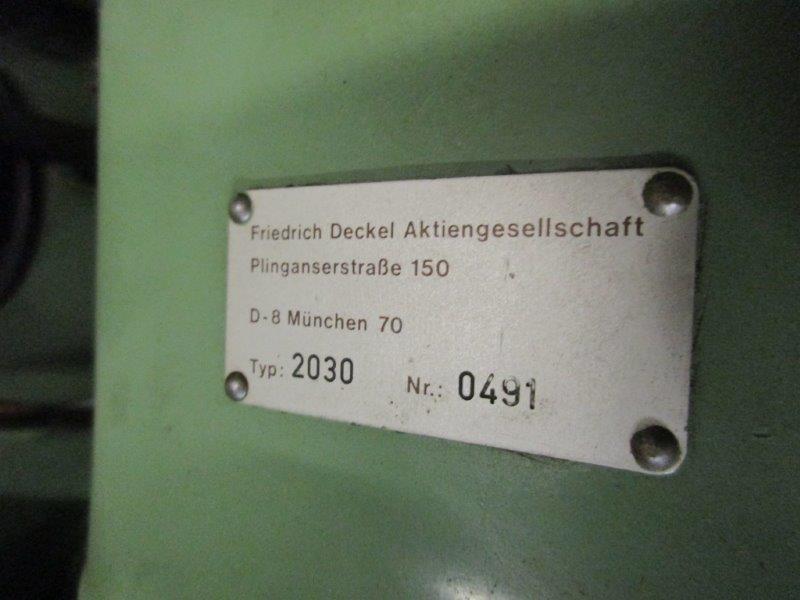 Friedrich Deckel Aktiengesellschaft
Plinganserstraße 150
D-8 München 70
Typ: 2030 Nr.: 0491